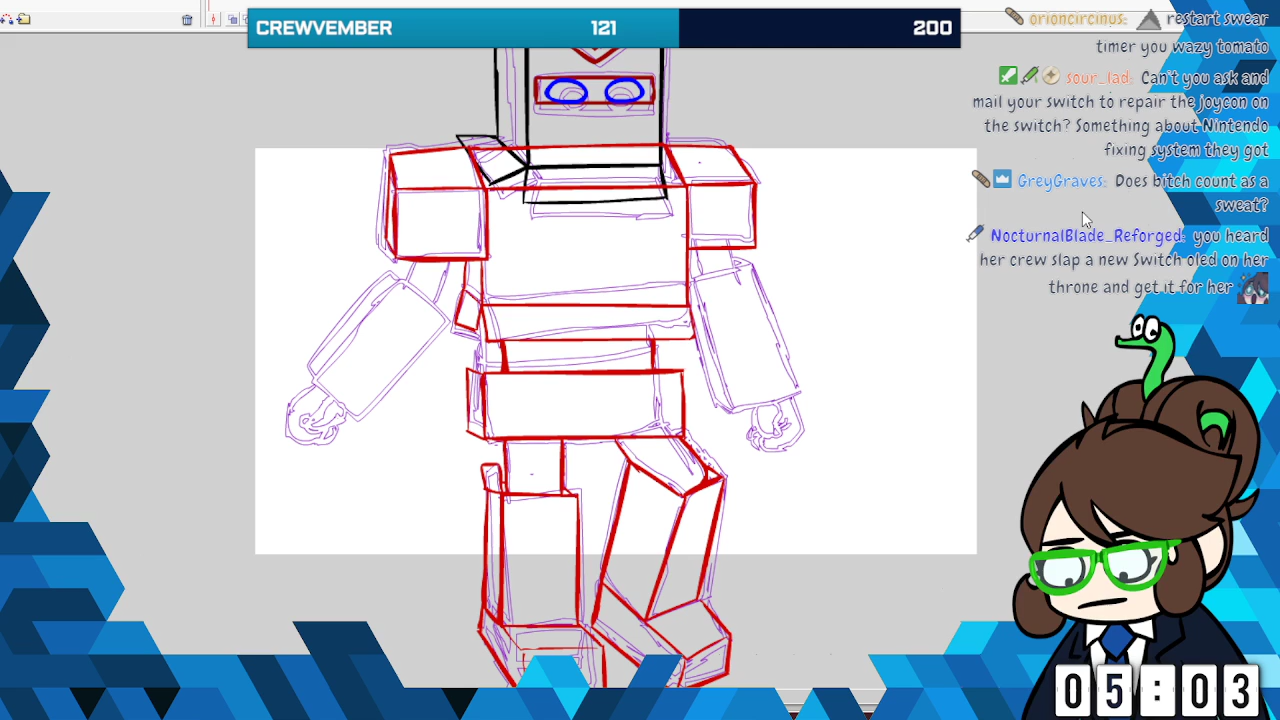 CREWVEMBER 121 200
orioncircinus: restart swear
timer you wazy tomato
sour_lad: Can't you ask and
mail your switch to repair the joycon on
the switch? Something about Nintendo
fixing system they got
GreyGraves: Does bitch count as a
sweat?
NocturnalBlade_Reforged: you heard
her crew slap a new Switch oled on her
throne and get it for her
05:03